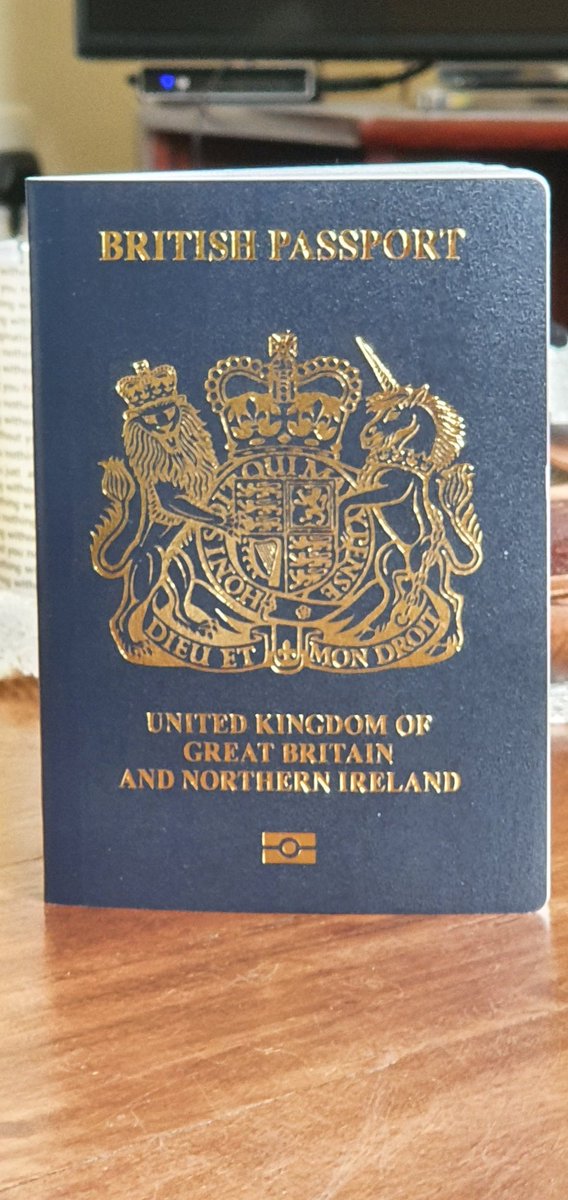 BRITISH PASSPORT
HONI SOIT QUI MAL Y PENSE
DIEU ET MON DROIT
UNITED KINGDOM OF
GREAT BRITAIN
AND NORTHERN IRELAND